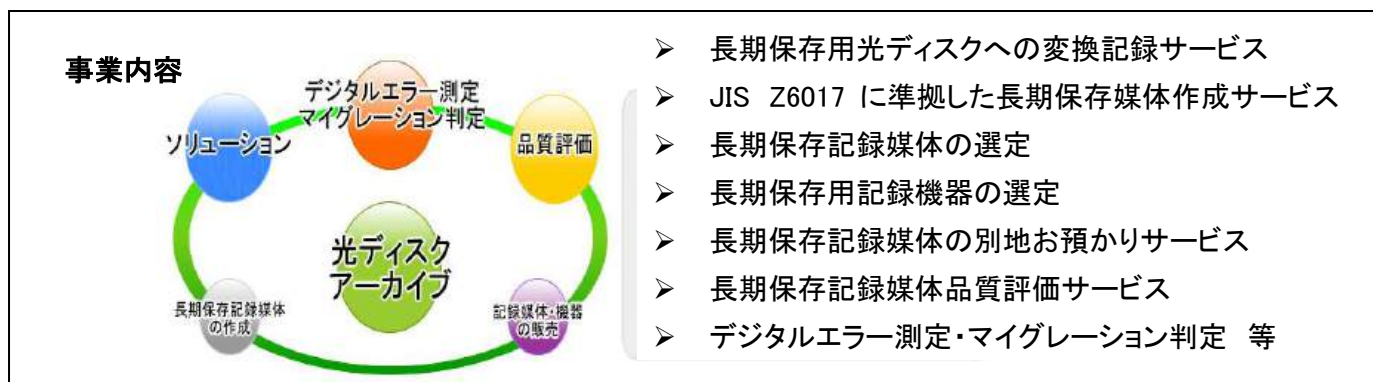 事業内容
デジタルエラー測定
マイグレーション判定
ソリューション
品質評価
光ディスク
アーカイブ
長期保存記録媒体
の作成
記録媒体・機器
の販売
➢ 長期保存用光ディスクへの変換記録サービス
➢ JIS Z6017 に準拠した長期保存媒体作成サービス
➢ 長期保存記録媒体の選定
➢ 長期保存用記録機器の選定
➢ 長期保存記録媒体の別地お預かりサービス
➢ 長期保存記録媒体品質評価サービス
➢ デジタルエラー測定・マイグレーション判定 等